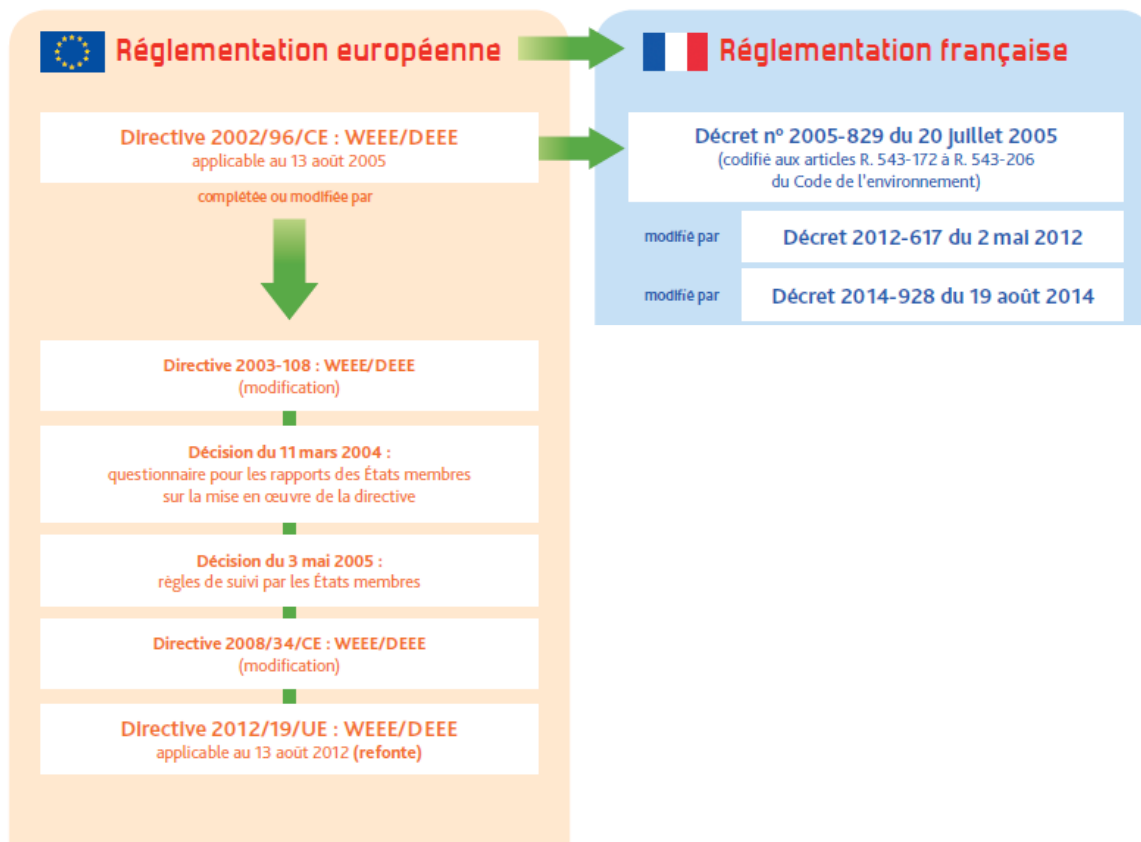 Réglementation européenne
Directive 2002/96/CE : WEEE/DEEE
applicable au 13 août 2005
complétée ou modifiée par
Directive 2003-108 : WEEE/DEEE
(modification)
Décision du 11 mars 2004 :
questionnaire pour les rapports des États membres
sur la mise en œuvre de la directive
Décision du 3 mai 2005 :
règles de suivi par les États membres
Directive 2008/34/CE : WEEE/DEEE
(modification)
Directive 2012/19/UE : WEEE/DEEE
applicable au 13 août 2012 (refonte)
Réglementation française
Décret nº 2005-829 du 20 juillet 2005
(codifié aux articles R. 543-172 à R. 543-206
du Code de l'environnement)
modifié par
Décret 2012-617 du 2 mai 2012
modifié par
Décret 2014-928 du 19 août 2014